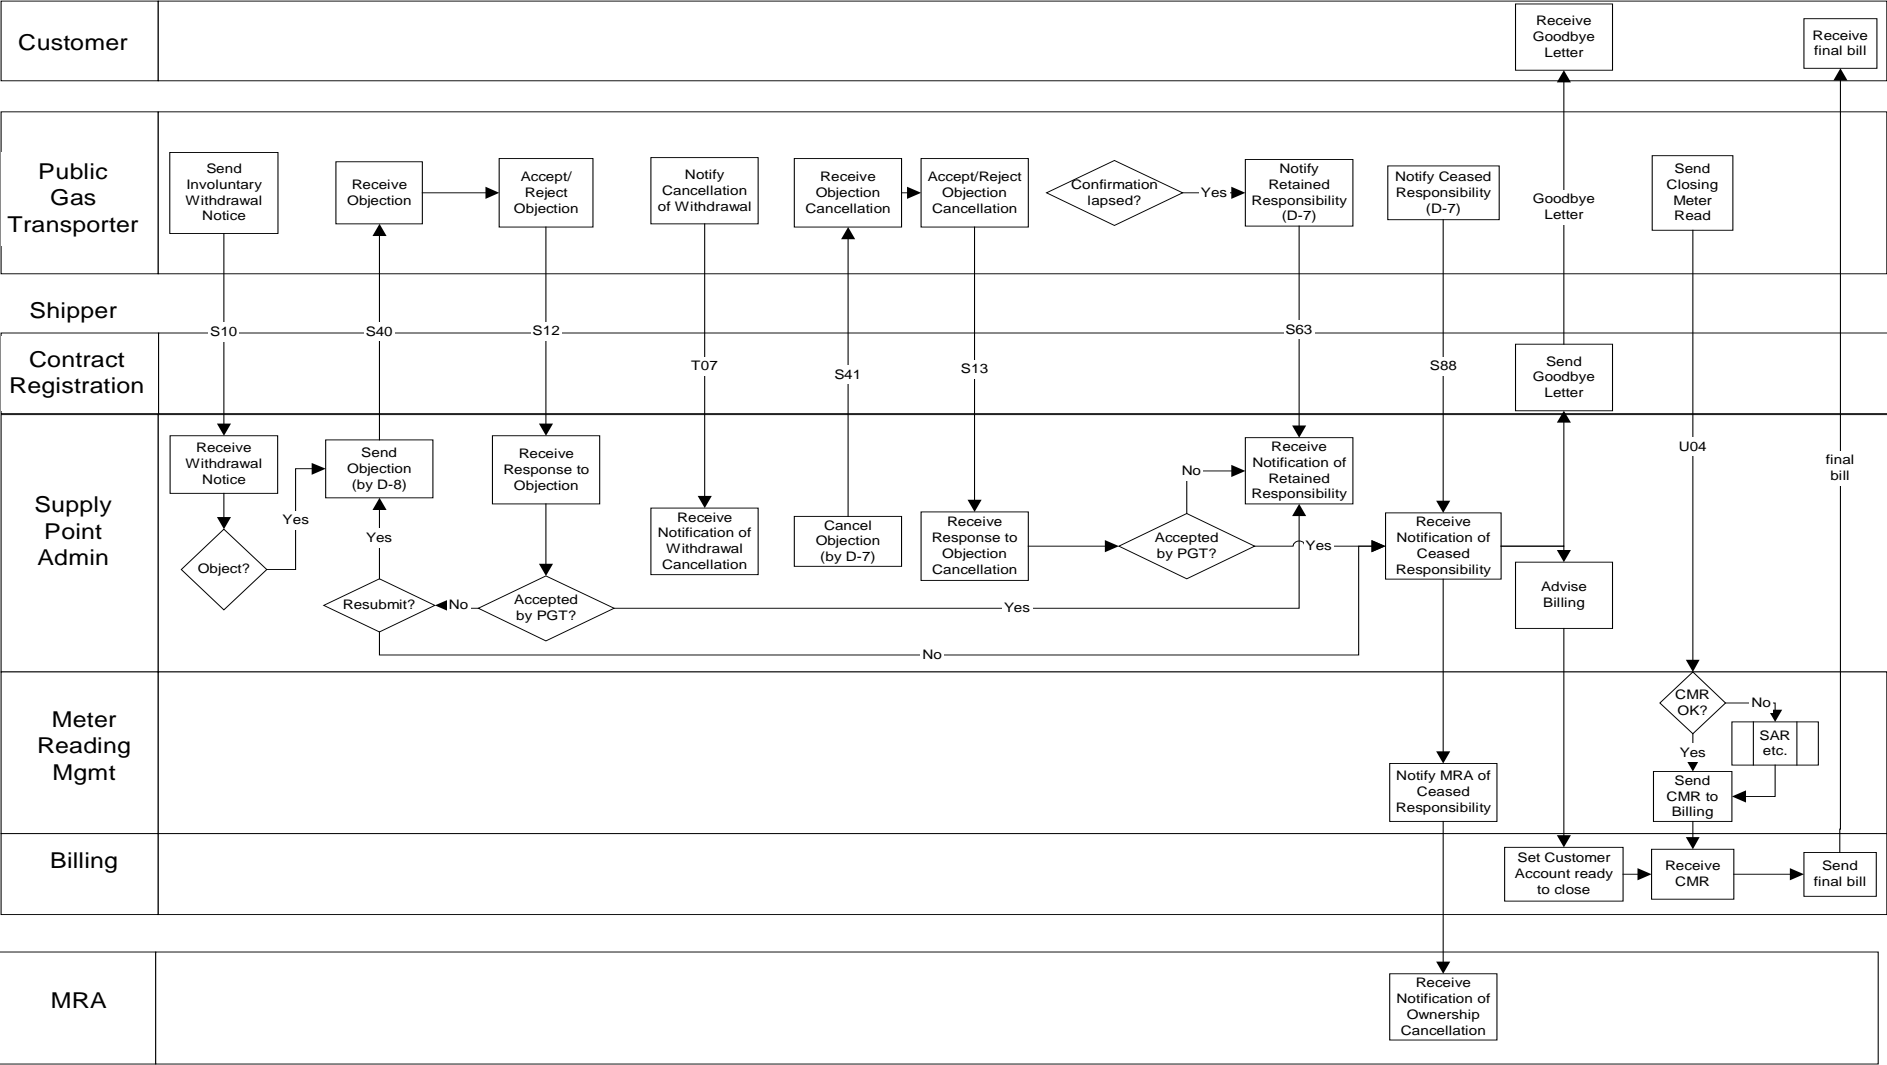 Customer
Receive
Goodbye
Letter
Receive
final bill
Public
Gas
Transporter
Send
Involuntary
Withdrawal
Notice
Receive
Objection
Accept/
Reject
Objection
Notify
Cancellation
of Withdrawal
Receive
Objection
Cancellation
Accept/Reject
Objection
Cancellation
Confirmation
lapsed?
Yes
Notify
Retained
Responsibility
(D-7)
Notify Ceased
Responsibility
(D-7)
Goodbye
Letter
Send
Closing
Meter
Read
Shipper
S10
S40
S12
T07
S41
S13
S63
S88
Contract
Registration
Send
Goodbye
Letter
U04
final
bill
Supply
Point
Admin
Receive
Withdrawal
Notice
Object?
Yes
Send
Objection
(by D-8)
Yes
Resubmit?
No
Receive
Response to
Objection
Accepted
by PGT?
Yes
No
Receive
Notification of
Withdrawal
Cancellation
Cancel
Objection
(by D-7)
Receive
Response to
Objection
Cancellation
Accepted
by PGT?
No
Yes
Receive
Notification of
Retained
Responsibility
Receive
Notification of
Ceased
Responsibility
Advise
Billing
Meter
Reading
Mgmt
Notify MRA of
Ceased
Responsibility
CMR
OK?
No
Yes
SAR
etc.
Send
CMR to
Billing
Billing
Set Customer
Account ready
to close
Receive
CMR
Send
final bill
MRA
Receive
Notification of
Ownership
Cancellation